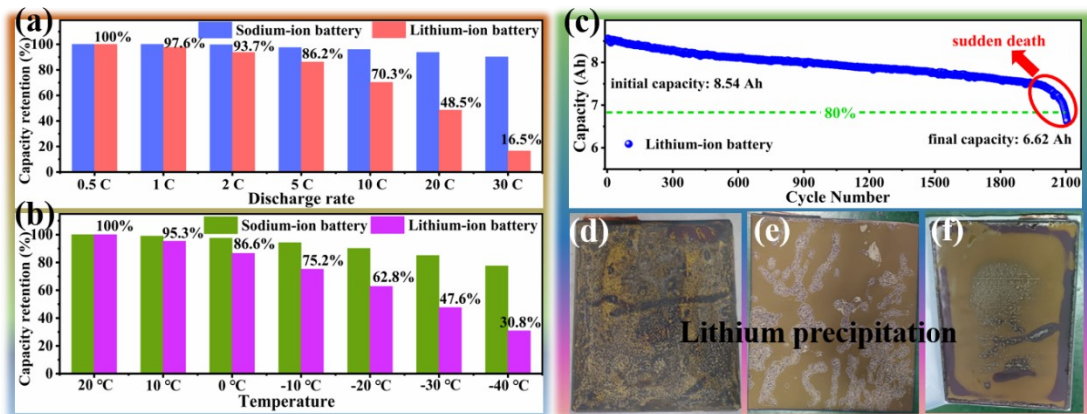 (a)
Sodium-ion battery
Lithium-ion battery
Capacity retention (%)
100
80
60
40
20
0
100%
97.6%
93.7%
86.2%
70.3%
48.5%
16.5%
0.5 C
1 C
2 C
5 C
10 C
20 C
30 C
Discharge rate
(b)
Sodium-ion battery
Lithium-ion battery
Capacity retention (%)
100
80
60
40
20
0
100%
95.3%
86.6%
75.2%
62.8%
47.6%
30.8%
20 ℃
10 ℃
0 ℃
-10 ℃
-20 ℃
-30 ℃
-40 ℃
Temperature
(c)
sudden death
Capacity (Ah)
8
7
6
initial capacity: 8.54 Ah
80%
final capacity: 6.62 Ah
Lithium-ion battery
0
300
600
900
1200
1500
1800
2100
Cycle Number
(d)
(e)
(f)
Lithium precipitation